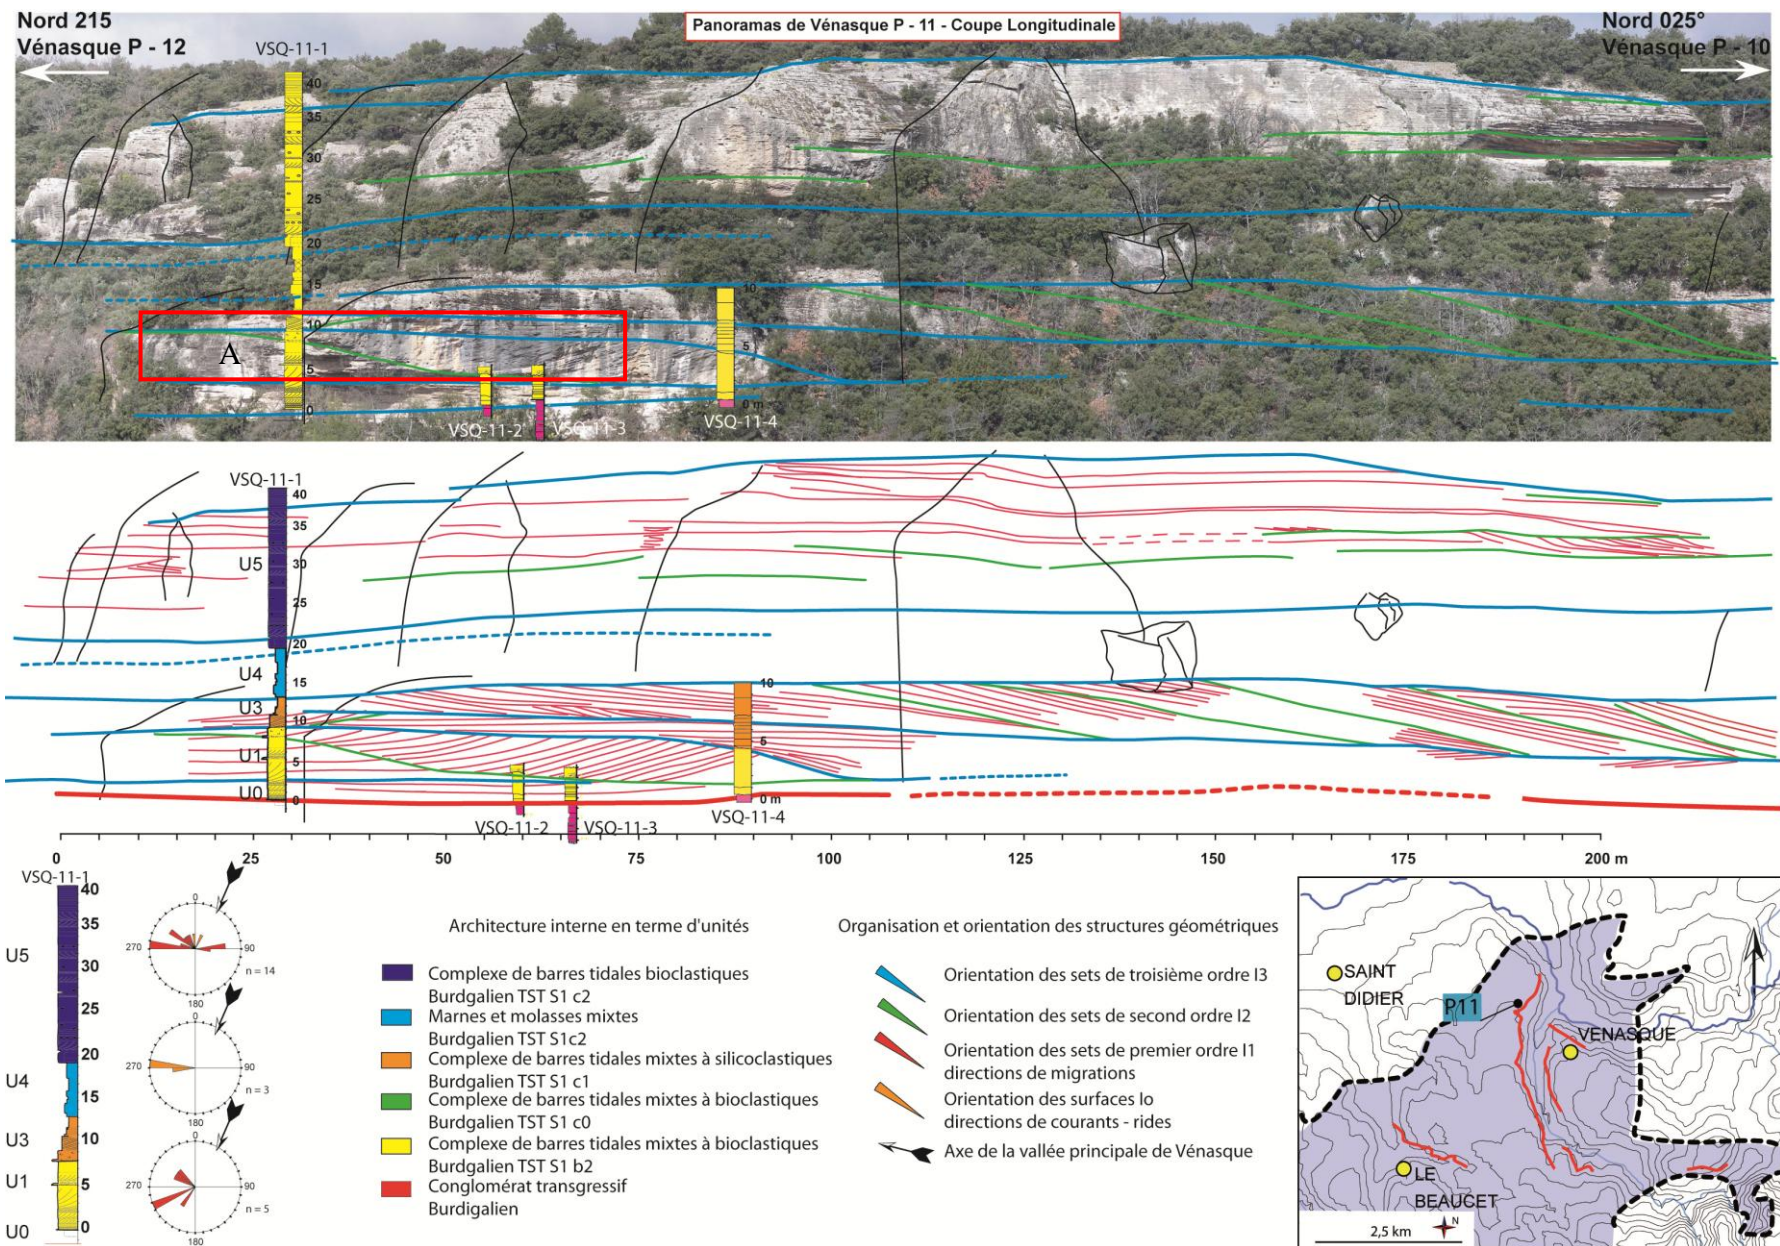 Nord 215
Vénasque P - 12
VSQ-11-1
Panoramas de Vénasque P - 11 - Coupe Longitudinale
Nord 025°
Vénasque P - 10
40
35
30
25
20
15
10
5
0
A
10
5
0 m
VSQ-11-2
VSQ-11-3
VSQ-11-4
VSQ-11-1
40
35
30
25
20
15
10
5
0
U5
U4
U3
U1
U0
10
5
0 m
VSQ-11-2
VSQ-11-3
VSQ-11-4
0 25 50 75 100 125 150 175 200 m
VSQ-11-1
40
35
30
25
20
15
10
5
0
U5
U4
U3
U1
U0
0
270
90
180
n = 14
0
270
90
180
n = 3
0
270
90
180
n = 5
Architecture interne en terme d'unités
Complexe de barres tidales bioclastiques
Burdgalien TST S1 c2
Marnes et molasses mixtes
Burdgalien TST S1c2
Complexe de barres tidales mixtes à silicoclastiques
Burdgalien TST S1 c1
Complexe de barres tidales mixtes à bioclastiques
Burdgalien TST S1 c0
Complexe de barres tidales mixtes à bioclastiques
Burdgalien TST S1 b2
Conglomérat transgressif
Burdigalien
Organisation et orientation des structures géométriques
Orientation des sets de troisième ordre I3
Orientation des sets de second ordre I2
Orientation des sets de premier ordre I1
directions de migrations
Orientation des surfaces Io
directions de courants - rides
Axe de la vallée principale de Vénasque
SAINT
DIDIER
P11
VENASQUE
LE
BEAUCET
2,5 km
N